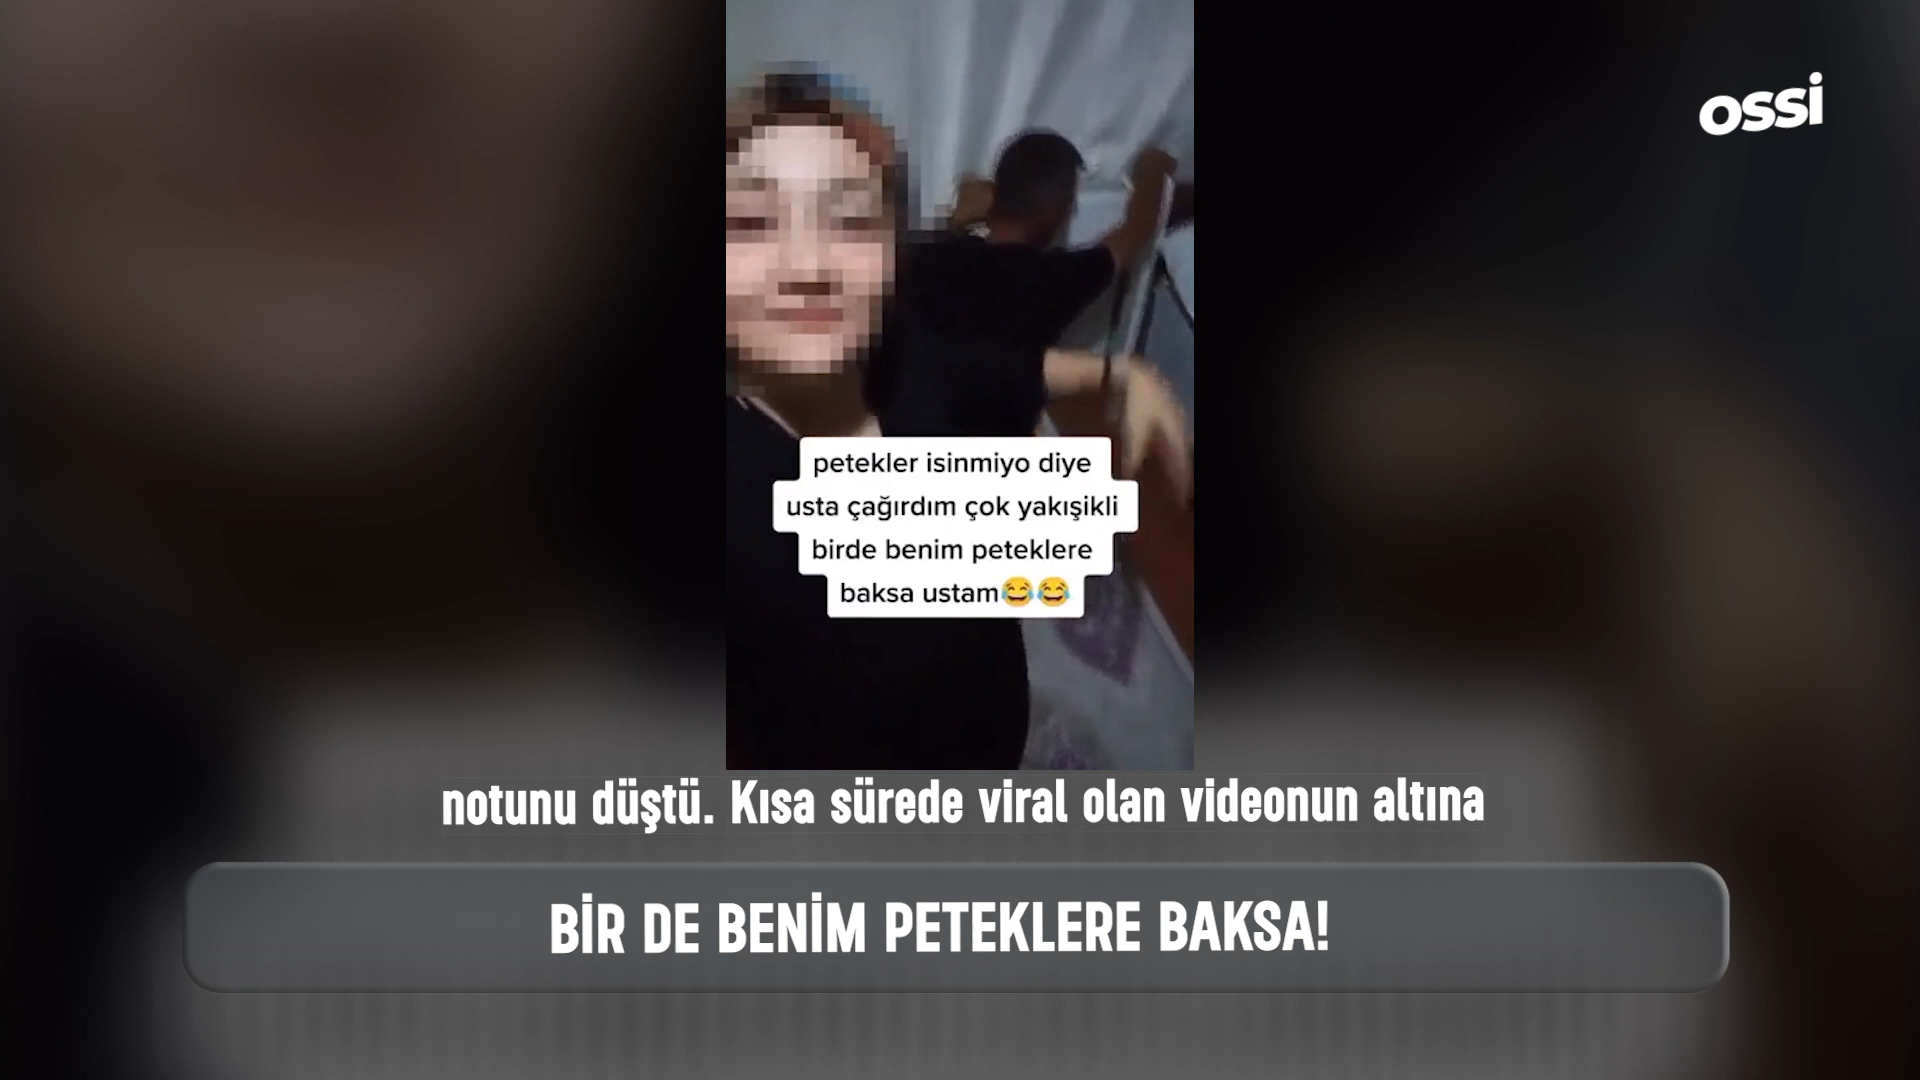 ossi
petekler isinmiyo diye
usta çağırdım çok yakışikli
birde benim peteklere
baksa ustam😂😂
notunu düştü. Kısa sürede viral olan videonun altına
BİR DE BENİM PETEKLERE BAKSA!